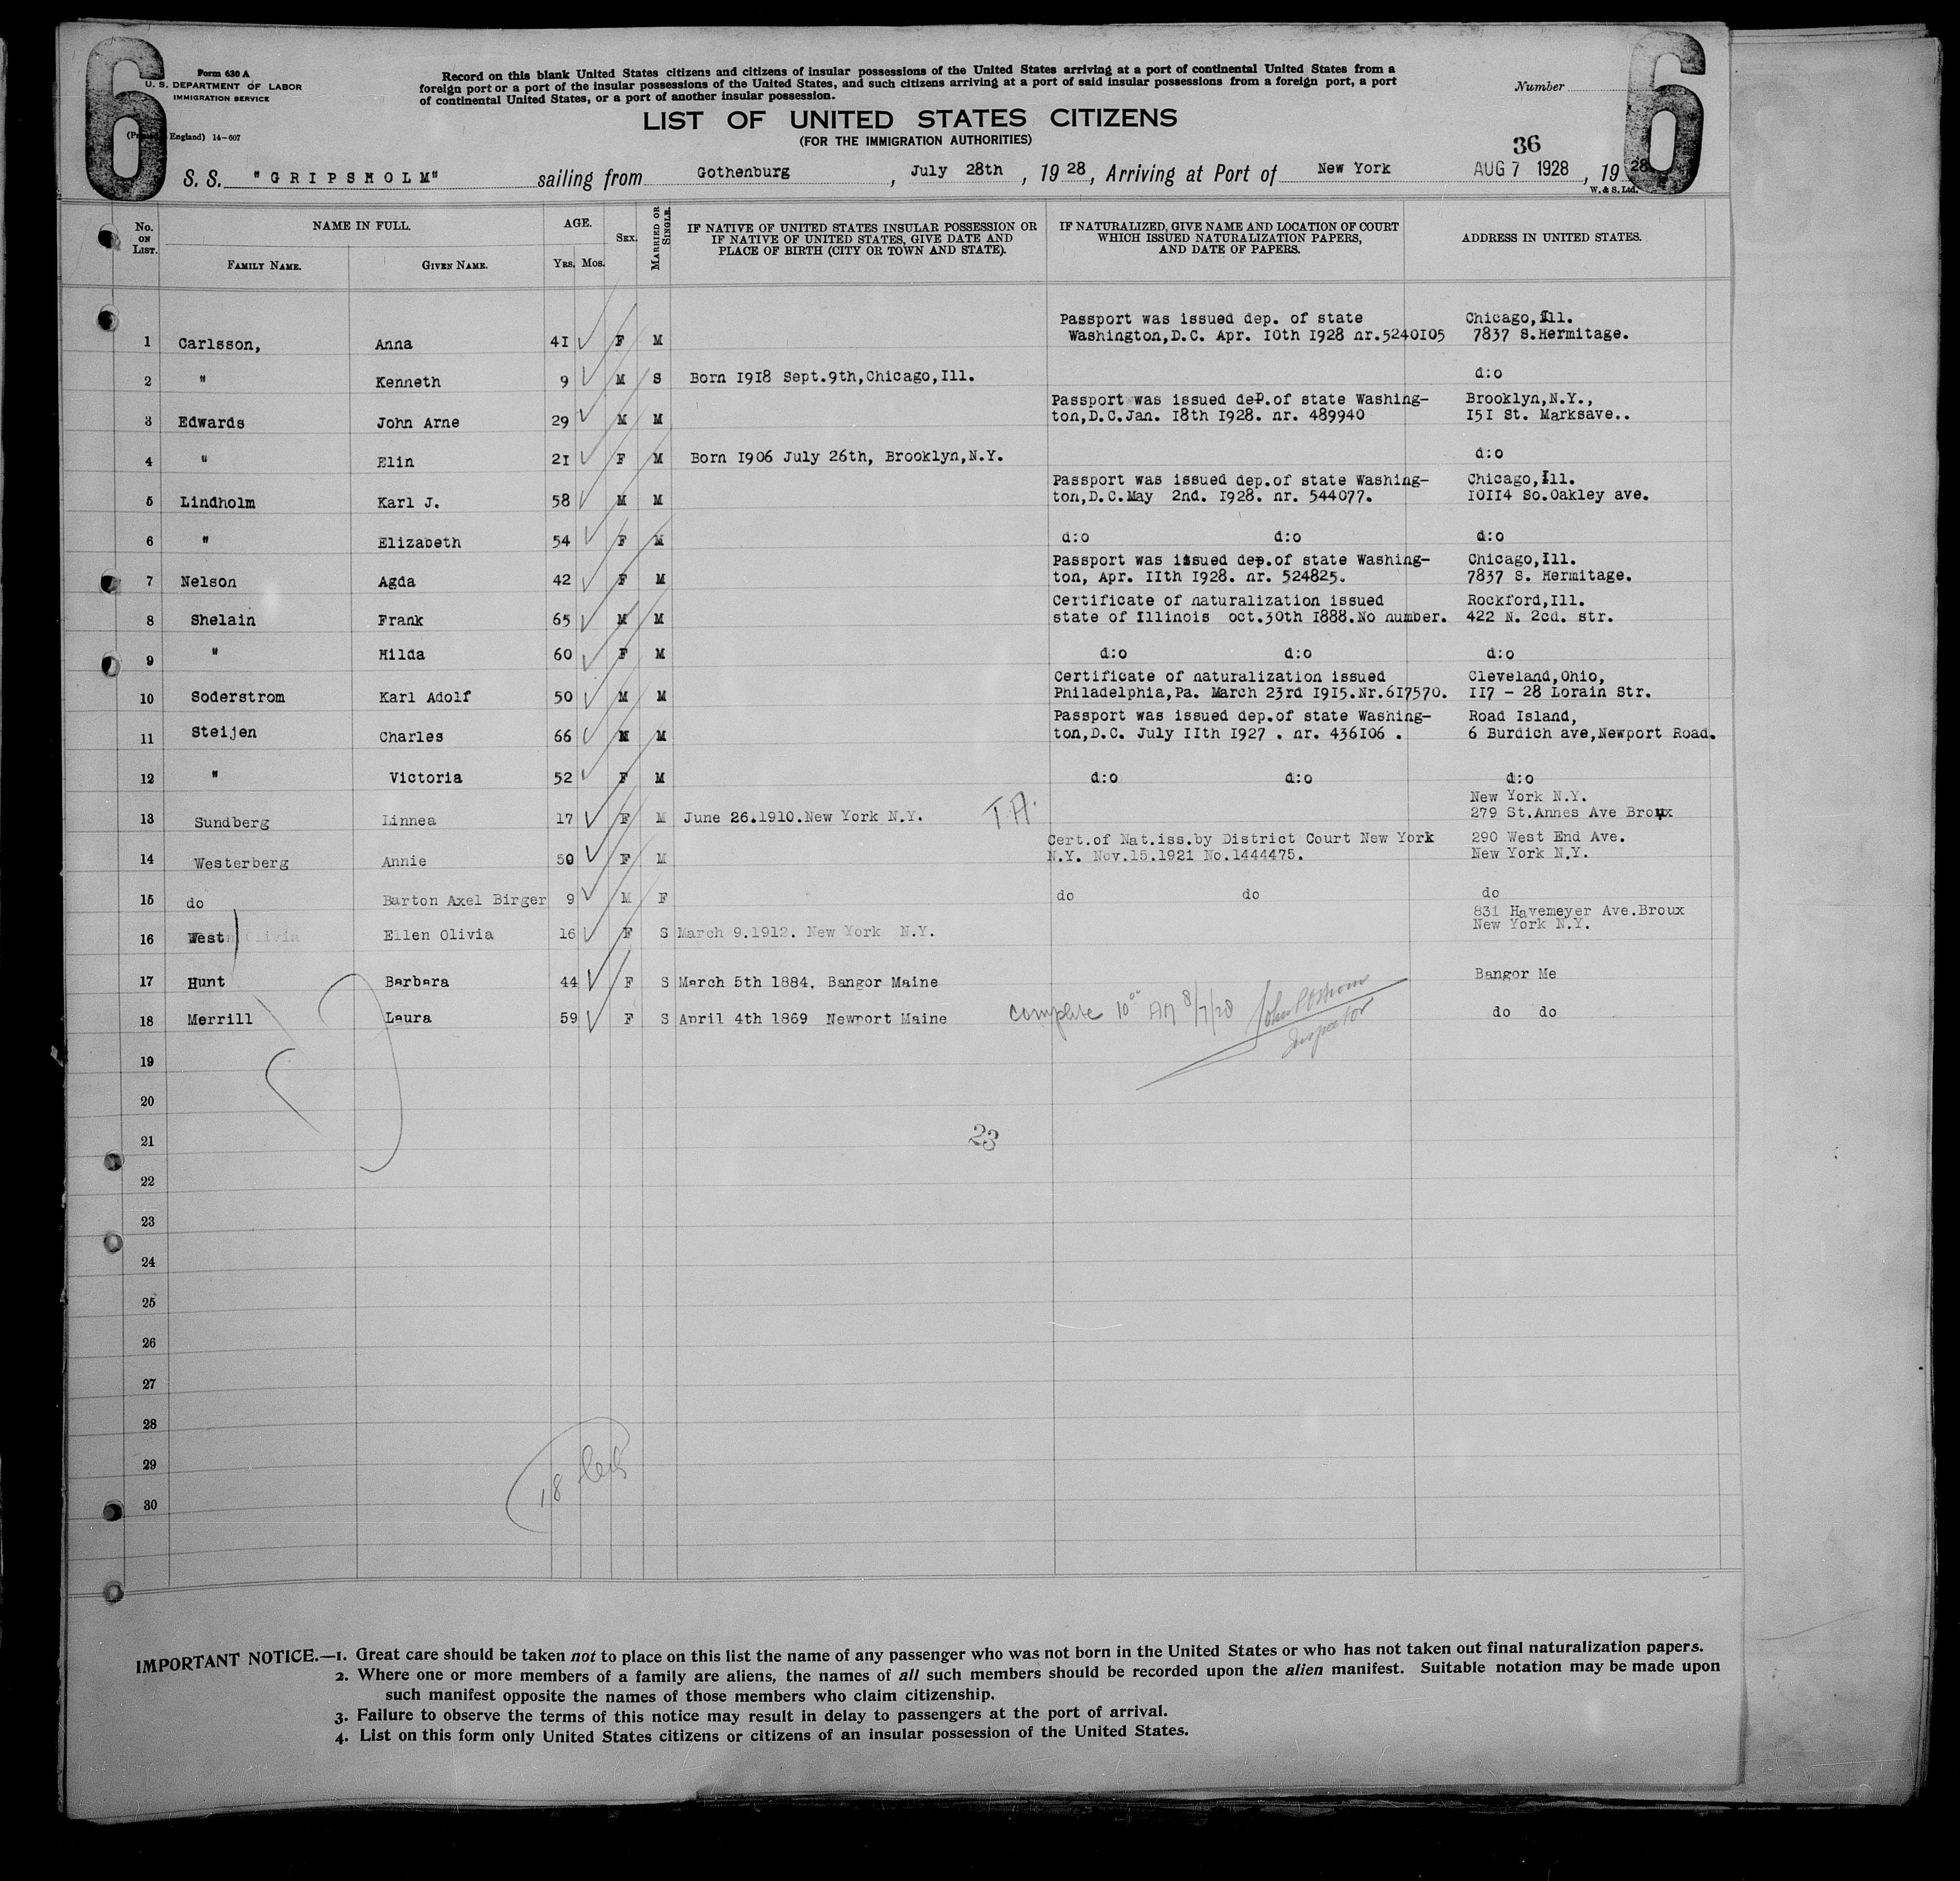 6
6
Form 630 A
U. S. DEPARTMENT OF LABOR
IMMIGRATION SERVICE
England) 14-607
Record on this blank United States citizens and citizens of insular possessions of the United States arriving at a port of continental United States from a
foreign port or a port of the insular possessions of the United States, and such citizens arriving at a port of said insular possessions from a foreign port, a port
of continental United States, or a port of another insular possession.
Number
LIST OF UNITED STATES CITIZENS
(FOR THE IMMIGRATION AUTHORITIES)
36
S. S. "GRIPSHOLM" sailing from Gothenburg, July 28th, 1928, Arriving at Port of New York AUG 7 1928, 1928
W. & S. Ltd.
No. ON LIST. NAME IN FULL. AGE. SEX. MARRIED OR SINGLE. IF NATIVE OF UNITED STATES INSULAR POSSESSION OR IF NATIVE OF UNITED STATES, GIVE DATE AND PLACE OF BIRTH (CITY OR TOWN AND STATE). IF NATURALIZED, GIVE NAME AND LOCATION OF COURT WHICH ISSUED NATURALIZATION PAPERS, AND DATE OF PAPERS. ADDRESS IN UNITED STATES.
FAMILY NAME. GIVEN NAME. YRS. MOS.
Passport was issued dep. of state Chicago,Ill.
1 Carlsson, Anna 41 F M Washington,D.C. Apr. 10th 1928 nr.5240105 7837 S.Hermitage.
2 " Kenneth 9 M S Born 1918 Sept.9th,Chicago,Ill. d:o
Passport was issued deP.of state Washing- Brooklyn,N.Y.,
3 Edwards John Arne 29 M M ton,D.C.Jan. 18th 1928. nr. 489940 151 St. Marksave..
4 " Elin 21 F M Born 1906 July 26th, Brooklyn,N.Y. d:o
Passport was issued dep.of state Washing- Chicago,Ill.
5 Lindholm Karl J. 58 M M ton,D.C.May 2nd. 1928. nr. 544077. 10114 So.Oakley ave.
6 " Elizabeth 54 F M d:o d:o d:o
Passport was issued dep.of state Washing- Chicago,Ill.
7 Nelson Agda 42 F M ton, Apr. 11th 1928. nr. 524825. 7837 S. Hermitage.
Certificate of naturalization issued Rockford,Ill.
8 Shelain Frank 65 M M state of Illinois oct.30th 1888.No number. 422 N. 2cd. str.
9 " Hilda 60 F M d:o d:o d:o
Certificate of naturalization issued Cleveland,Ohio,
10 Soderstrom Karl Adolf 50 M M Philadelphia,Pa. March 23rd 1915.Nr.617570. 117 - 28 Lorain Str.
Passport was issued dep.of state Washing- Road Island,
11 Steijen Charles 66 M M ton,D.C. July 11th 1927 . nr. 436106 . 6 Burdich ave,Newport Road.
12 " Victoria 52 F M d:o d:o d:o
New York N.Y.
13 Sundberg Linnea 17 F M June 26.1910.New York N.Y. T.A. 279 St.Annes Ave Bronx
Cert.of Nat.iss.by District Court New York 290 West End Ave.
14 Westerberg Annie 50 F M N.Y. Nov.15.1921 No.1444475. New York N.Y.
15 do Barton Axel Birger 9 M F do do do
831 Havemeyer Ave.Broux
16 West Ellen Olivia 16 F S March 9.1912. New York N.Y. New York N.Y.
17 Hunt Barbara 44 F S March 5th 1884, Bangor Maine Bangor Me
18 Merrill Laura 59 F S April 4th 1869 Newport Maine do do
complete 10⁰⁰ AM 8/7/28
Inspector
19
20
21
23
22
23
24
25
26
27
28
29
30
18
IMPORTANT NOTICE.—1. Great care should be taken not to place on this list the name of any passenger who was not born in the United States or who has not taken out final naturalization papers.
2. Where one or more members of a family are aliens, the names of all such members should be recorded upon the alien manifest. Suitable notation may be made upon
such manifest opposite the names of those members who claim citizenship.
3. Failure to observe the terms of this notice may result in delay to passengers at the port of arrival.
4. List on this form only United States citizens or citizens of an insular possession of the United States.